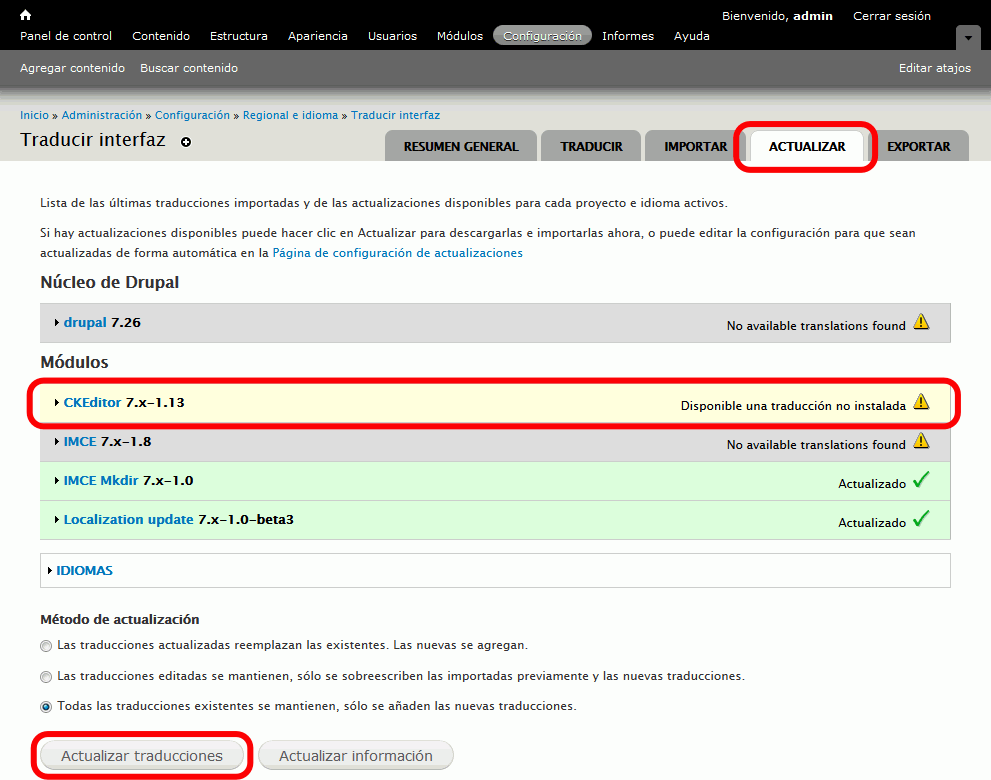 Bienvenido, admin Cerrar sesión
Panel de control Contenido Estructura Apariencia Usuarios Módulos Configuración Informes Ayuda
Agregar contenido Buscar contenido Editar atajos
Inicio » Administración » Configuración » Regional e idioma » Traducir interfaz
Traducir interfaz
RESUMEN GENERAL TRADUCIR IMPORTAR ACTUALIZAR EXPORTAR
Lista de las últimas traducciones importadas y de las actualizaciones disponibles para cada proyecto e idioma activos.
Si hay actualizaciones disponibles puede hacer clic en Actualizar para descargarlas e importarlas ahora, o puede editar la configuración para que sean
actualizadas de forma automática en la Página de configuración de actualizaciones
Núcleo de Drupal
drupal 7.26 No available translations found
Módulos
CKEditor 7.x-1.13 Disponible una traducción no instalada
IMCE 7.x-1.8 No available translations found
IMCE Mkdir 7.x-1.0 Actualizado
Localization update 7.x-1.0-beta3 Actualizado
IDIOMAS
Método de actualización
Las traducciones actualizadas reemplazan las existentes. Las nuevas se agregan.
Las traducciones editadas se mantienen, sólo se sobreescriben las importadas previamente y las nuevas traducciones.
Todas las traducciones existentes se mantienen, sólo se añaden las nuevas traducciones.
Actualizar traducciones Actualizar información